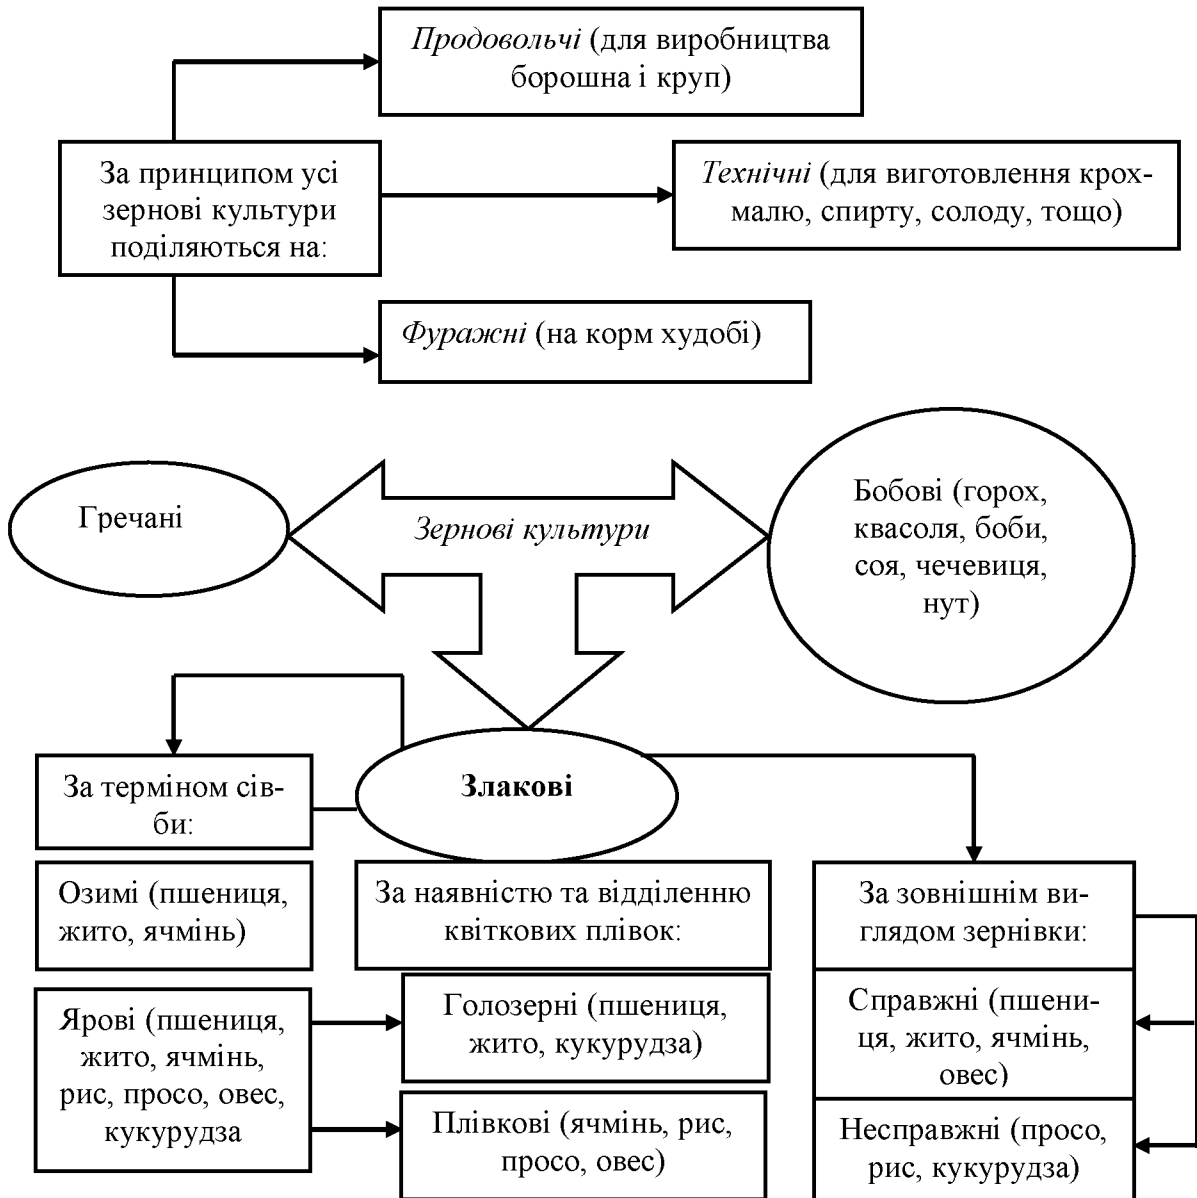 Продовольчі (для виробництва
борошна і круп)
За принципом усі
зернові культури
поділяються на:
Технічні (для виготовлення крох-
малю, спирту, солоду, тощо)
Фуражні (на корм худобі)
Гречані
Зернові культури
Бобові (горох,
квасоля, боби,
соя, чечевиця,
нут)
Злакові
За терміном сів-
би:
Озимі (пшениця,
жито, ячмінь)
Ярові (пшениця,
жито, ячмінь,
рис, просо, овес,
кукурудза
За наявністю та відділенню
квіткових плівок:
Голозерні (пшениця,
жито, кукурудза)
Плівкові (ячмінь, рис,
просо, овес)
За зовнішнім ви-
глядом зернівки:
Справжні (пшени-
ця, жито, ячмінь,
овес)
Несправжні (просо,
рис, кукурудза)